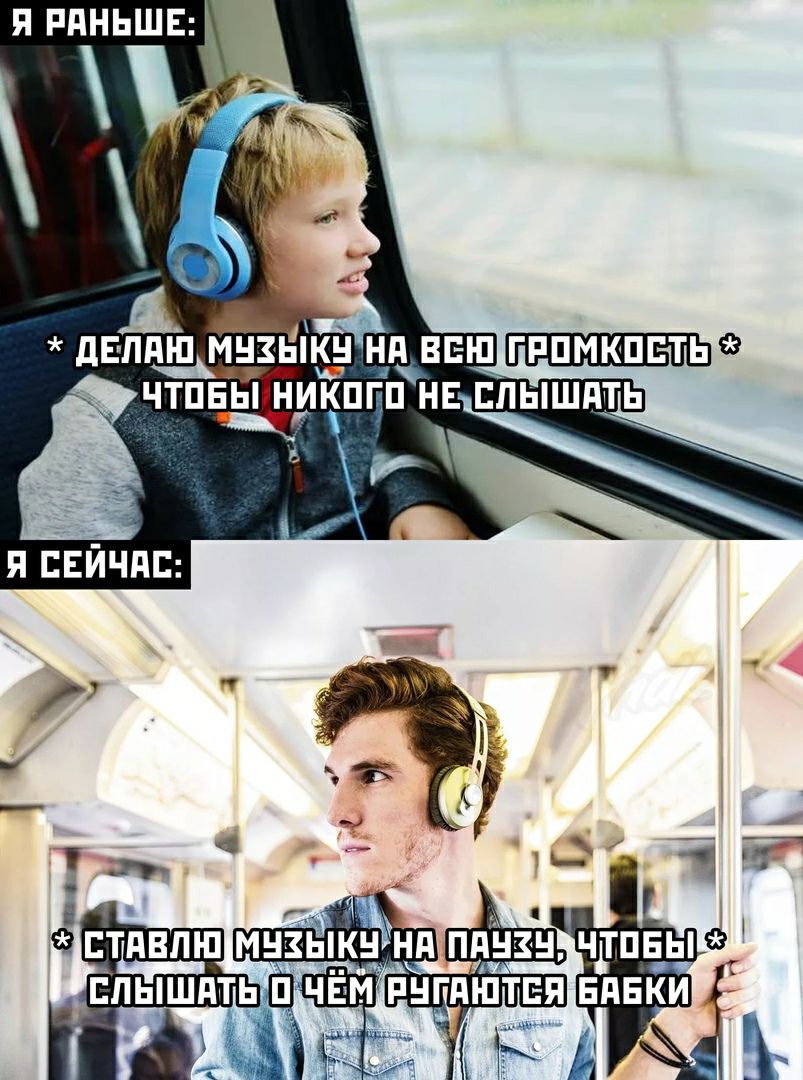 Я РАНЬШЕ:
* ДЕЛАЮ МУЗЫКУ НА ВСЮ ГРОМКОСТЬ *
ЧТОБЫ НИКОГО НЕ СЛЫШАТЬ
Я СЕЙЧАС:
* СТАВЛЮ МУЗЫКУ НА ПАУЗУ, ЧТОБЫ *
СЛЫШАТЬ О ЧЁМ РУГАЮТСЯ БАБКИ